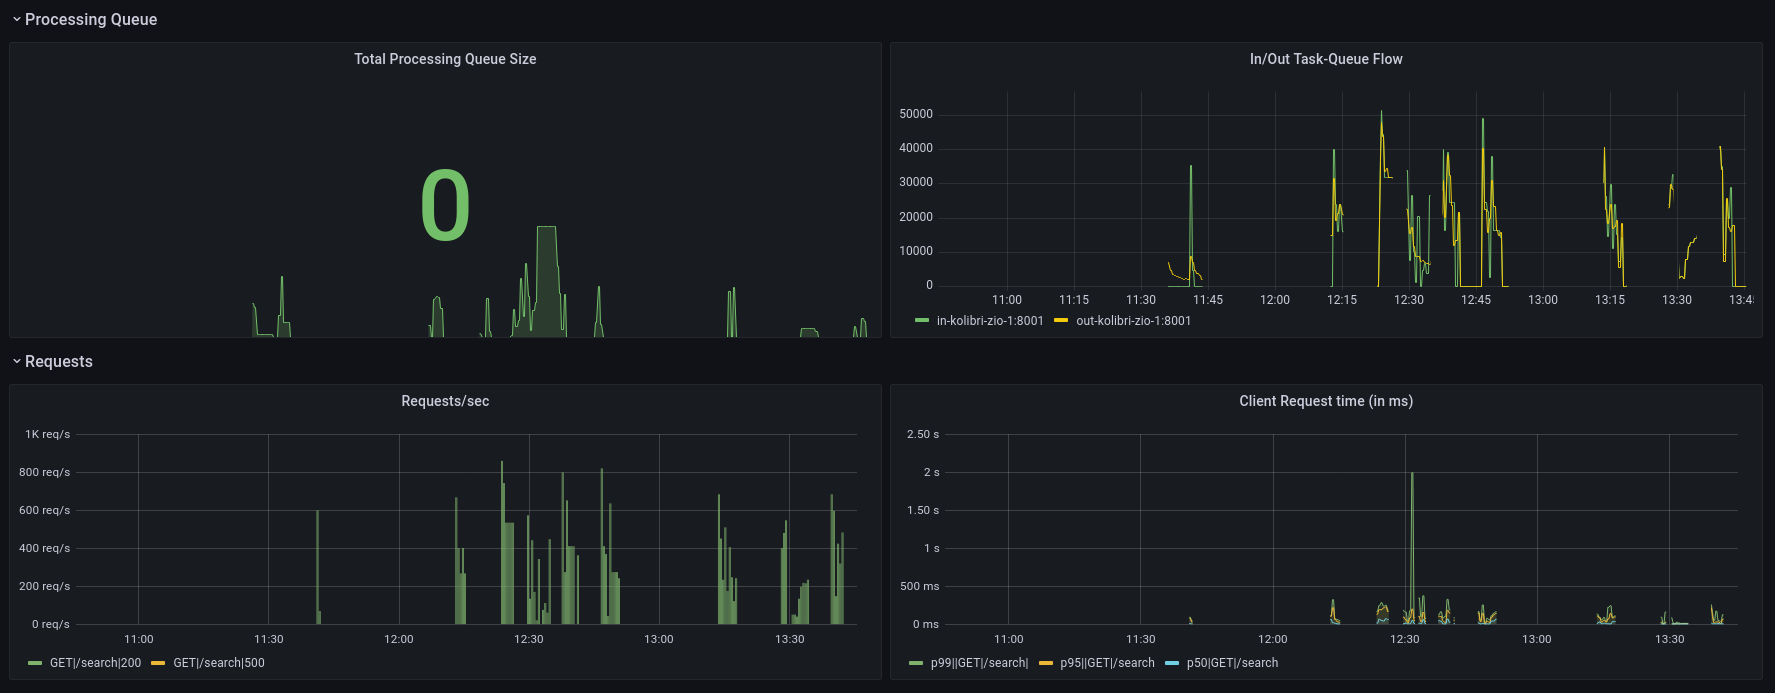 Processing Queue
Total Processing Queue Size
0
In/Out Task-Queue Flow
50000
40000
30000
20000
10000
0
11:00 11:15 11:30 11:45 12:00 12:15 12:30 12:45 13:00 13:15 13:30 13:4
in-kolibri-zio-1:8001 out-kolibri-zio-1:8001
Requests
Requests/sec
1K req/s
800 req/s
600 req/s
400 req/s
200 req/s
0 req/s
11:00 11:30 12:00 12:30 13:00 13:30
GET|/search|200 GET|/search|500
Client Request time (in ms)
2.50 s
2 s
1.50 s
1 s
500 ms
0 ms
11:00 11:30 12:00 12:30 13:00 13:30
p99||GET|/search| p95||GET|/search p50|GET|/search